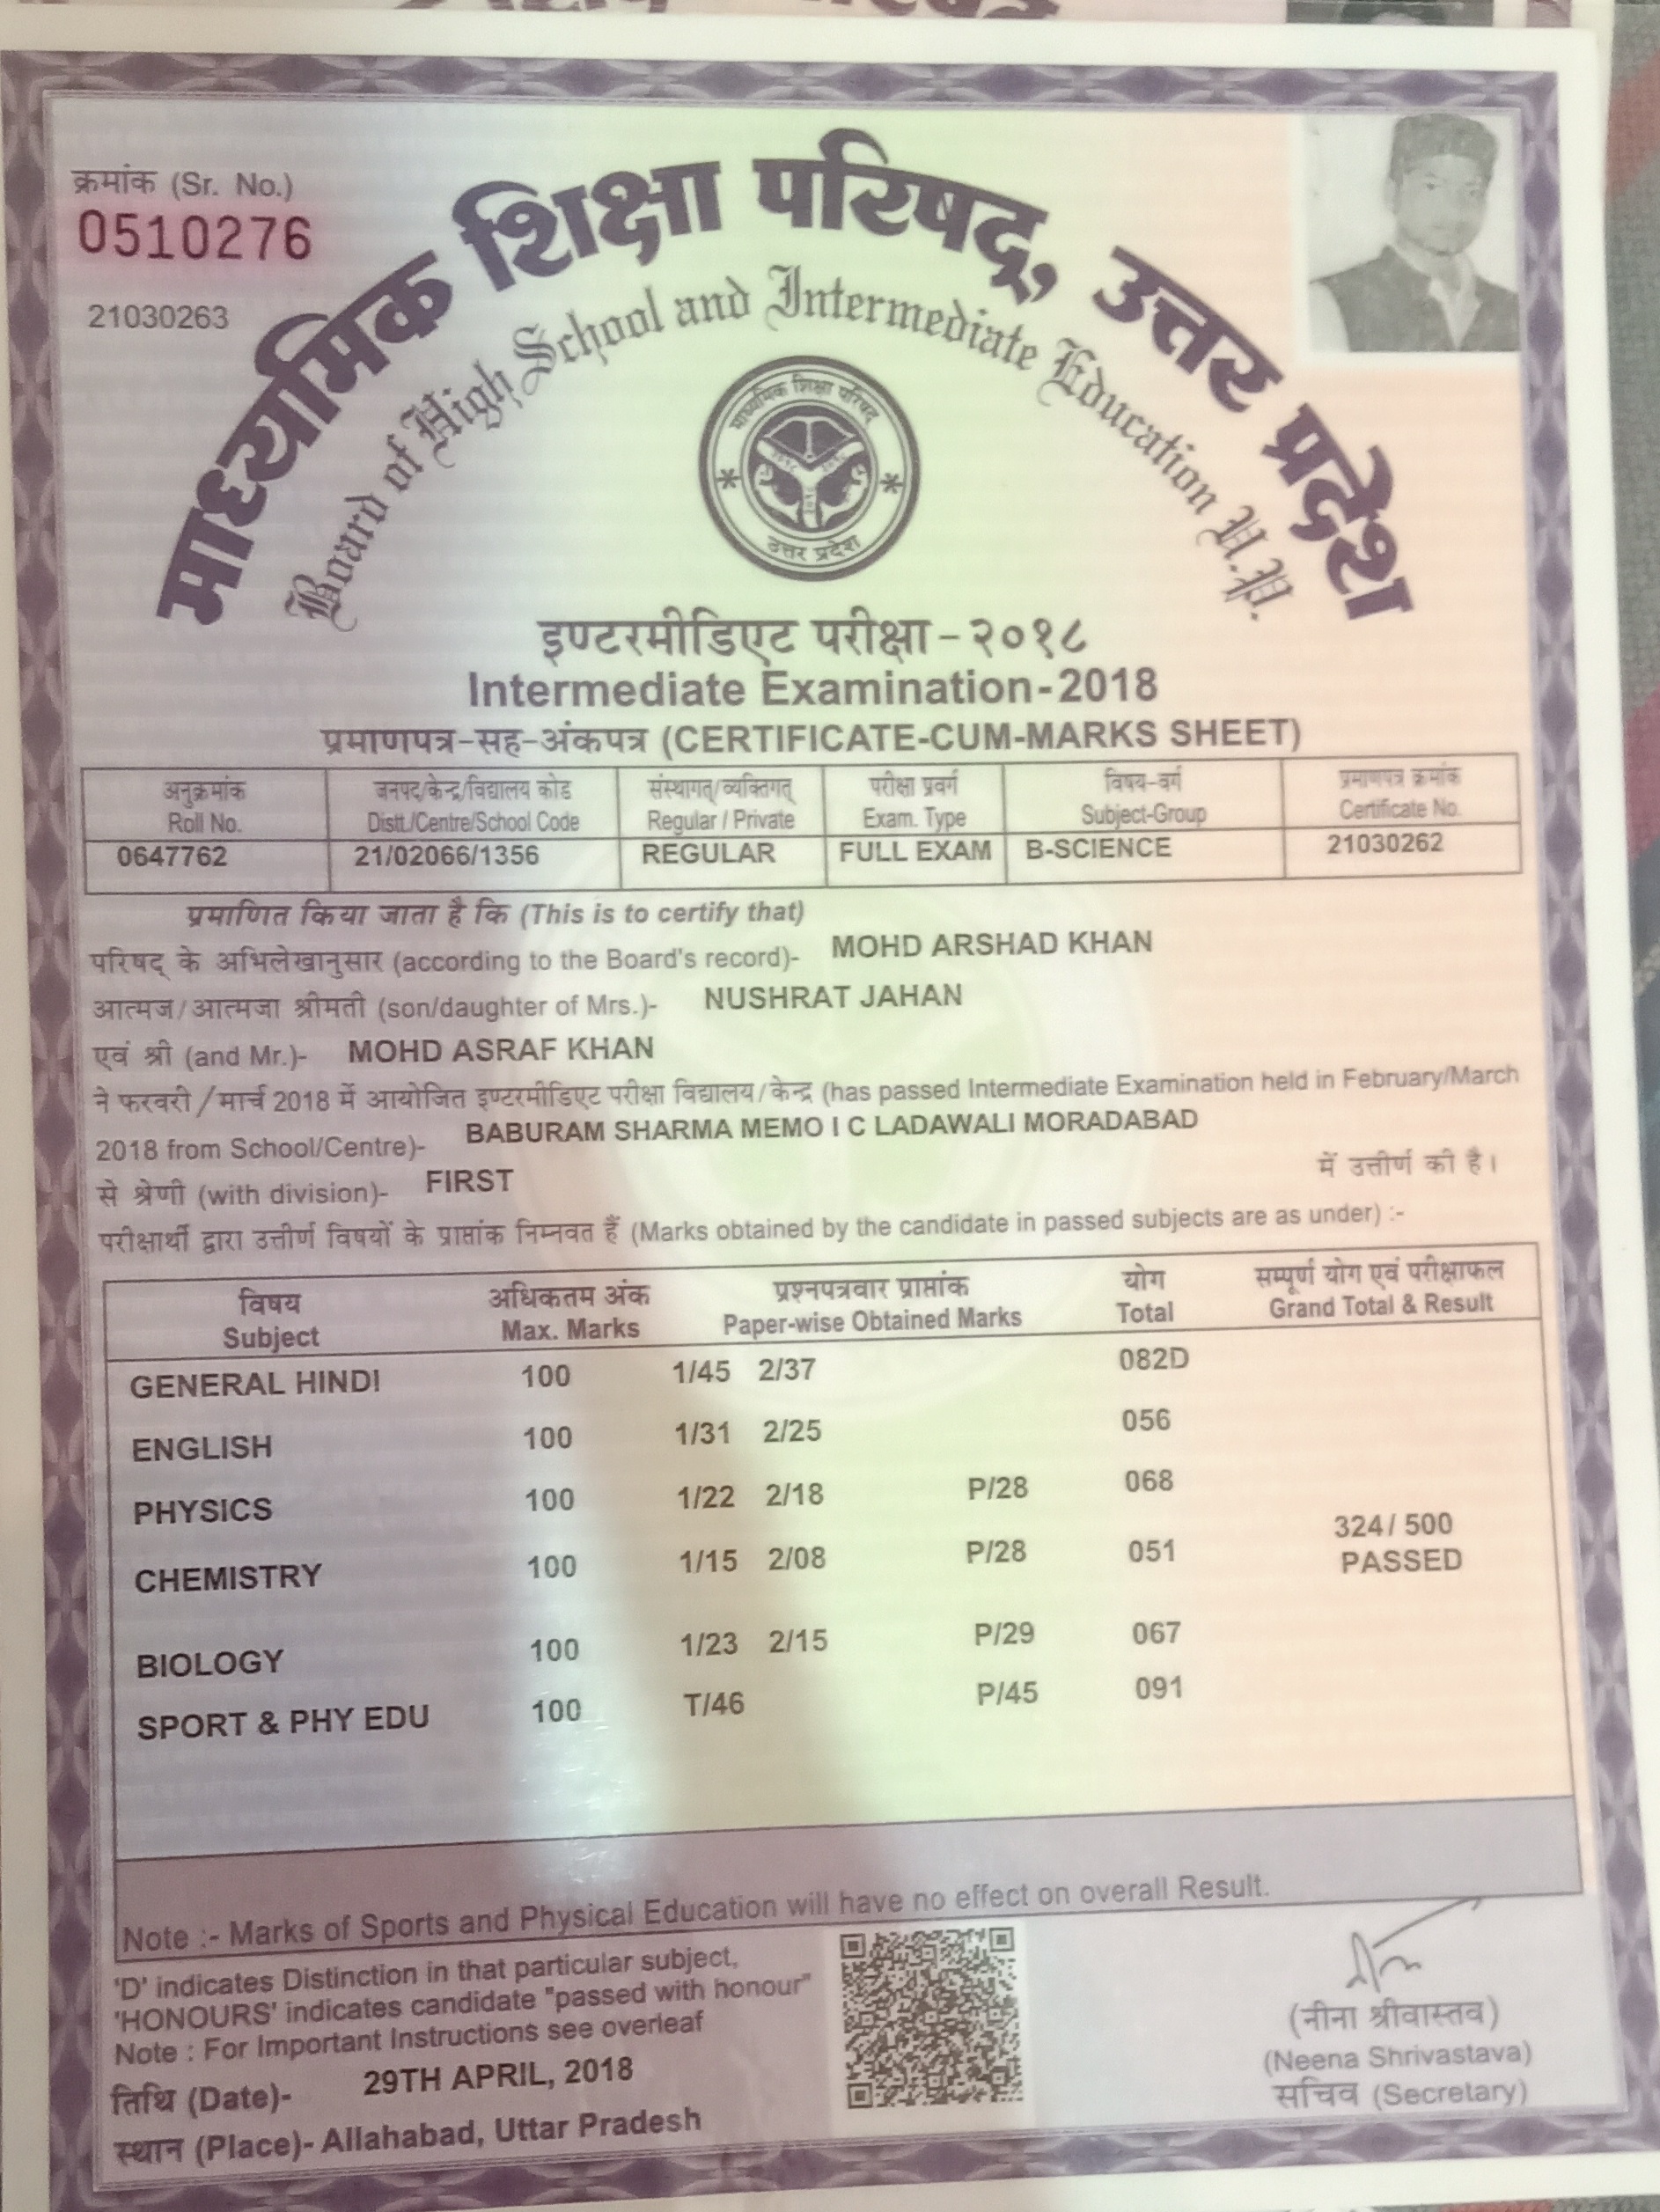 क्रमांक (Sr. No.)
0510276
21030263
माध्यमिक शिक्षा परिषद्, उत्तर प्रदेश
Board of High School and Intermediate Education U.P.
माध्यमिक शिक्षा परिषद्
उत्तर प्रदेश
इण्टरमीडिएट परीक्षा-२०१८
Intermediate Examination-2018
प्रमाणपत्र-सह-अंकपत्र (CERTIFICATE-CUM-MARKS SHEET)
अनुक्रमांक जनपद/केन्द्र/विद्यालय कोड संस्थागत्/व्यक्तिगत् परीक्षा प्रवर्ग विषय-वर्ग प्रमाणपत्र क्रमांक
Roll No. Distt./Centre/School Code Regular / Private Exam. Type Subject-Group Certificate No.
0647762 21/02066/1356 REGULAR FULL EXAM B-SCIENCE 21030262
प्रमाणित किया जाता है कि (This is to certify that)
परिषद् के अभिलेखानुसार (according to the Board's record)- MOHD ARSHAD KHAN
आत्मज/आत्मजा श्रीमती (son/daughter of Mrs.)- NUSHRAT JAHAN
एवं श्री (and Mr.)- MOHD ASRAF KHAN
ने फरवरी/मार्च 2018 में आयोजित इण्टरमीडिएट परीक्षा विद्यालय/केन्द्र (has passed Intermediate Examination held in February/March
2018 from School/Centre)- BABURAM SHARMA MEMO I C LADAWALI MORADABAD
से श्रेणी (with division)- FIRST में उत्तीर्ण की है।
परीक्षार्थी द्वारा उत्तीर्ण विषयों के प्राप्तांक निम्नवत हैं (Marks obtained by the candidate in passed subjects are as under) :-
विषय अधिकतम अंक प्रश्नपत्रवार प्राप्तांक योग सम्पूर्ण योग एवं परीक्षाफल
Subject Max. Marks Paper-wise Obtained Marks Total Grand Total & Result
GENERAL HINDI 100 1/45 2/37 082D
ENGLISH 100 1/31 2/25 056
PHYSICS 100 1/22 2/18 P/28 068
324/ 500
CHEMISTRY 100 1/15 2/08 P/28 051 PASSED
BIOLOGY 100 1/23 2/15 P/29 067
SPORT & PHY EDU 100 T/46 P/45 091
Note :- Marks of Sports and Physical Education will have no effect on overall Result.
'D' indicates Distinction in that particular subject,
'HONOURS' indicates candidate "passed with honour"
Note : For Important Instructions see overleaf
तिथि (Date)- 29TH APRIL, 2018
स्थान (Place)- Allahabad, Uttar Pradesh
(नीना श्रीवास्तव)
(Neena Shrivastava)
सचिव (Secretary)